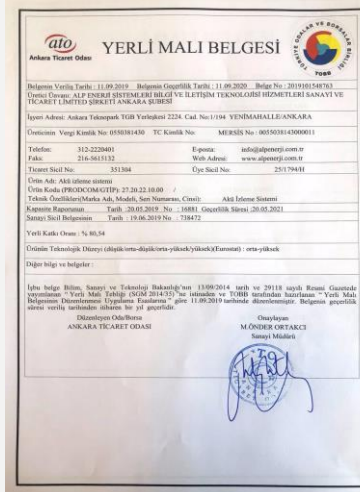 ato
Ankara Ticaret Odası
YERLİ MALI BELGESİ
TÜRKİYE ODALAR VE BORSALAR BİRLİĞİ
TOBB
Belgenin Veriliş Tarihi : 11.09.2019 Belgenin Geçerlilik Tarihi : 11.09.2020 Belge No : 2019101548763
Üretici Ünvanı: ALP ENERJİ SİSTEMLERİ BİLGİ VE İLETİŞİM TEKNOLOJİSİ HİZMETLERİ SANAYİ VE
TİCARET LİMİTED ŞİRKETİ ANKARA ŞUBESİ
İşyeri Adresi: Ankara Teknopark TGB Yerleşkesi 2224. Cad. No:1/194 YENİMAHALLE/ANKARA
Üreticinin Vergi Kimlik No: 0550381430 TC Kimlik No: MERSİS No : 0055038143000011
Telefon: 312-2220401 E-posta: info@alpenerji.com.tr
Faks: 216-5615132 Web Adresi: www.alpenerji.com.tr
Ticaret Sicil No: 351304 Üye Sicil No: 25/1794/H
Ürün Adı: Akü izleme sistemi
Ürün Kodu (PRODCOM/GTİP): 27.20.22.10.00 /
Teknik Özellikleri(Marka Adı, Modeli, Seri Numarası, Cinsi): Akü İzleme Sistemi
Kapasite Raporunun Tarih :20.05.2019 No : 16881 Geçerlilik Süresi :20.05.2021
Sanayi Sicil Belgesinin Tarih : 19.06.2019 No : 738472
Yerli Katkı Oranı : % 80,54
Ürünün Teknolojik Düzeyi (düşük/orta-düşük/orta-yüksek/yüksek)(Eurostat) : orta-yüksek
Diğer bilgi ve belgeler :
İşbu belge Bilim, Sanayi ve Teknoloji Bakanlığı'nın 13/09/2014 tarih ve 29118 sayılı Resmi Gazetede
yayımlanan " Yerli Malı Tebliği (SGM 2014/35) "ne istinaden ve TOBB tarafından hazırlanan " Yerli Malı
Belgesinin Düzenlenmesi Uygulama Esaslarına " göre 11.09.2019 tarihinde düzenlenmiştir. Belgenin geçerlilik
süresi veriliş tarihinden itibaren bir yıl geçerlidir.
Düzenleyen Oda/Borsa Onaylayan
ANKARA TİCARET ODASI M.ÖNDER ORTAKCI
Sanayi Müdürü